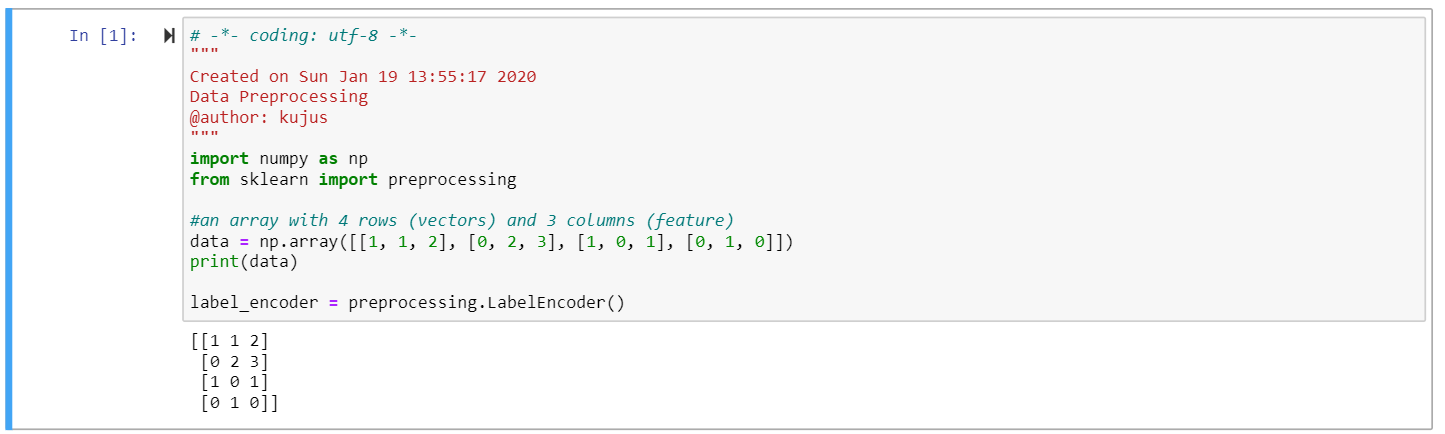 In [1]:
# -*- coding: utf-8 -*-
"""
Created on Sun Jan 19 13:55:17 2020
Data Preprocessing
@author: kujus
"""
import numpy as np
from sklearn import preprocessing
#an array with 4 rows (vectors) and 3 columns (feature)
data = np.array([[1, 1, 2], [0, 2, 3], [1, 0, 1], [0, 1, 0]])
print(data)
label_encoder = preprocessing.LabelEncoder()
[[1 1 2]
 [0 2 3]
 [1 0 1]
 [0 1 0]]